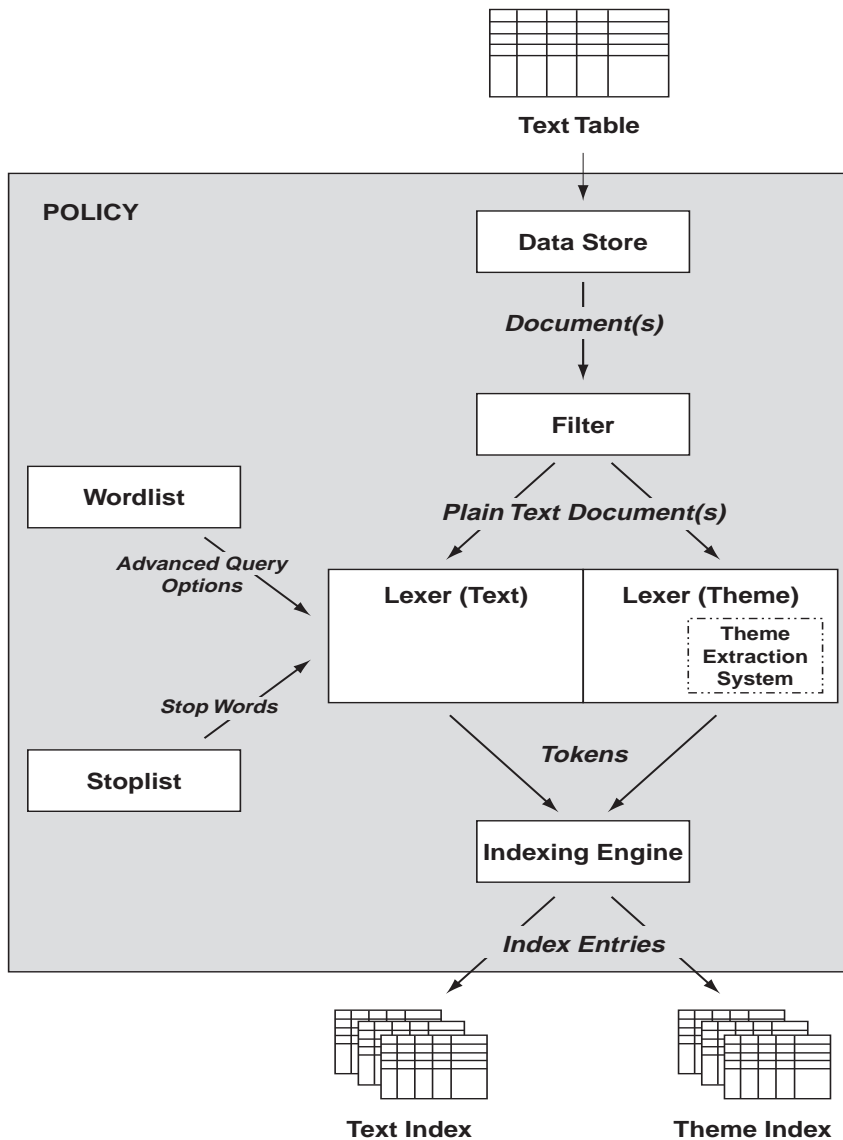 Text Table
POLICY
Data Store
Document(s)
Filter
Wordlist
Plain Text Document(s)
Advanced Query
Options
Lexer (Text)
Lexer (Theme)
Theme
Extraction
System
Stop Words
Stoplist
Tokens
Indexing Engine
Index Entries
Text Index
Theme Index